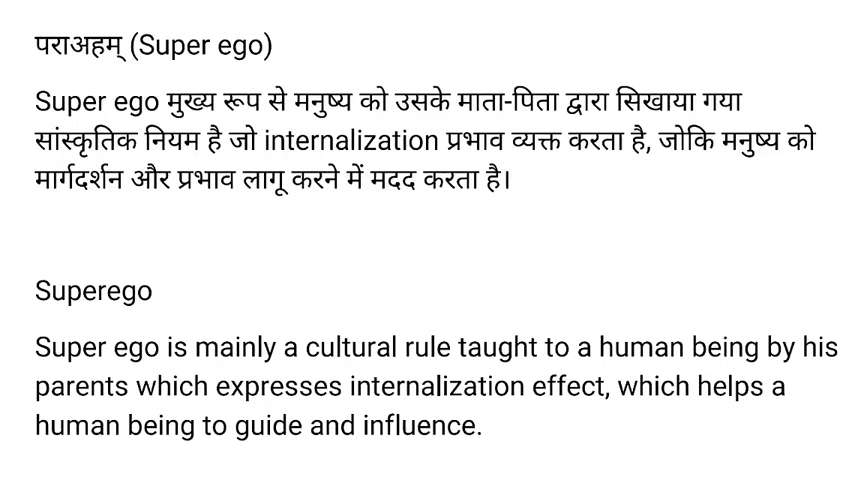 पराअहम् (Super ego)
Super ego मुख्य रूप से मनुष्य को उसके माता-पिता द्वारा सिखाया गया
सांस्कृतिक नियम है जो internalization प्रभाव व्यक्त करता है, जोकि मनुष्य को
मार्गदर्शन और प्रभाव लागू करने में मदद करता है।
Superego
Super ego is mainly a cultural rule taught to a human being by his
parents which expresses internalization effect, which helps a
human being to guide and influence.